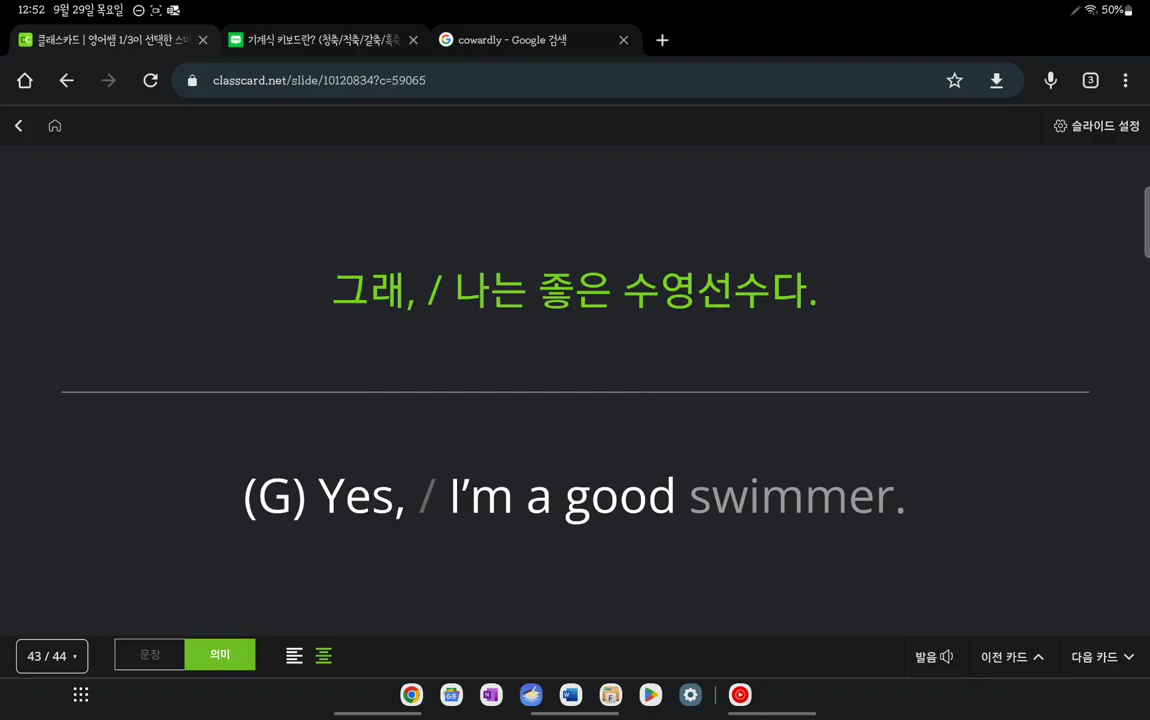 12:52 9월 29일 목요일
50%
클래스카드 | 영어쌤 1/3이 선택한 스마
기계식 키보드란? (청축/적축/갈축/흑축
cowardly - Google 검색
classcard.net/slide/10120834?c=59065
3
슬라이드 설정
그래, / 나는 좋은 수영선수다.
(G) Yes, / I’m a good swimmer.
43 / 44
문장
의미
발음
이전 카드
다음 카드